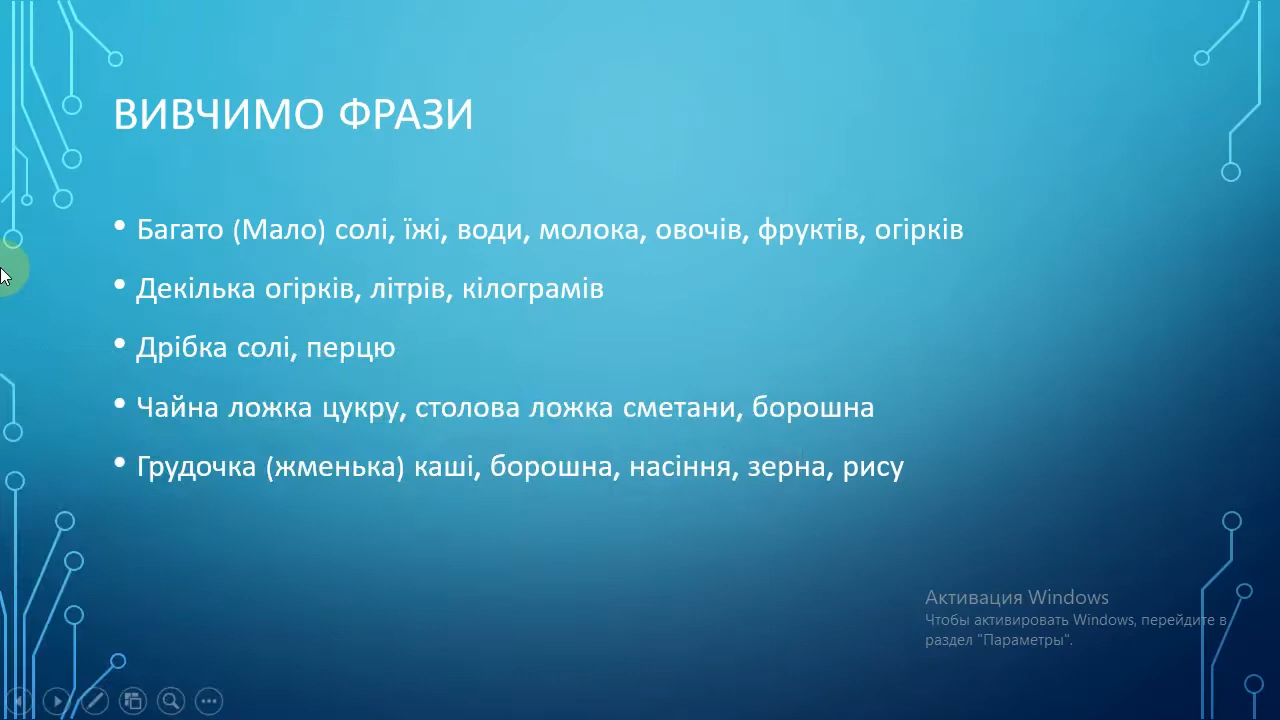 ВИВЧИМО ФРАЗИ
• Багато (Мало) солі, їжі, води, молока, овочів, фруктів, огірків
• Декілька огірків, літрів, кілограмів
• Дрібка солі, перцю
• Чайна ложка цукру, столова ложка сметани, борошна
• Грудочка (жменька) каші, борошна, насіння, зерна, рису
Активация Windows
Чтобы активировать Windows, перейдите в
раздел "Параметры".